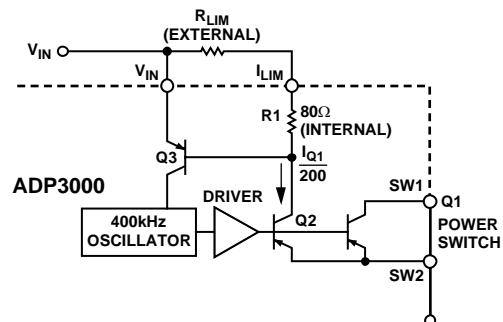 R_LIM
(EXTERNAL)
V_IN
V_IN
I_LIM
R1
80Ω
(INTERNAL)
Q3
I_Q1
200
ADP3000
DRIVER
SW1
Q1
Q2
400kHz
OSCILLATOR
POWER
SWITCH
SW2